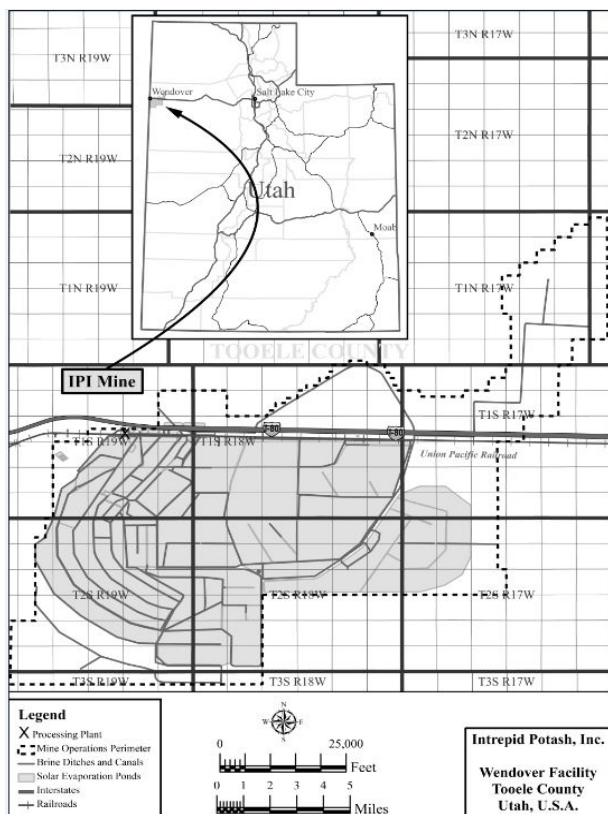 T3N R19W
T3N R17W
Wendover
Salt Lake City
T2N R19W
T2N R17W
Utah
Moab
T1N R19W
T1N R17W
TOOELE COUNTY
IPI Mine
T1S R17W
I-80
I-80
T1S R19W
T1S R18W
Union Pacific Railroad
T2S R19W
T2S R18W
T2S R17W
T3S R19W
T3S R18W
T3S R17W
Legend
X Processing Plant
Mine Operations Perimeter
Brine Ditches and Canals
Solar Evaporation Ponds
Interstates
Railroads
N
W E
S
0 25,000
Feet
0 1 2 3 4 5
Miles
Intrepid Potash, Inc.
Wendover Facility
Tooele County
Utah, U.S.A.